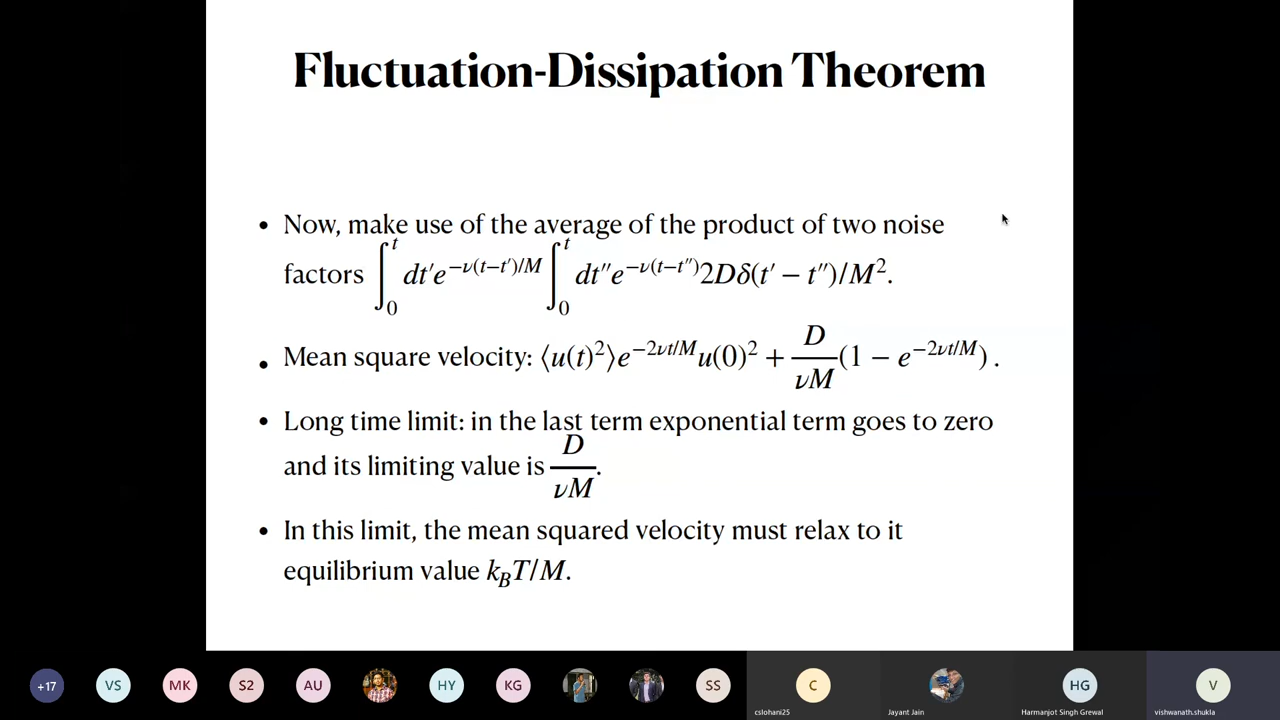 Fluctuation-Dissipation Theorem
• Now, make use of the average of the product of two noise
factors ∫₀ᵗ dt′e^{−ν(t−t′)/M} ∫₀ᵗ dt″e^{−ν(t−t″)}2Dδ(t′ − t″)/M².
• Mean square velocity: ⟨u(t)²⟩e^{−2νt/M}u(0)² + D/νM (1 − e^{−2νt/M}) .
• Long time limit: in the last term exponential term goes to zero
and its limiting value is D/νM.
• In this limit, the mean squared velocity must relax to it
equilibrium value k_BT/M.
+17 VS MK S2 AU HY KG SS C HG V
cslohani25 Jayant Jain Harmanjot Singh Grewal vishwanath.shukla